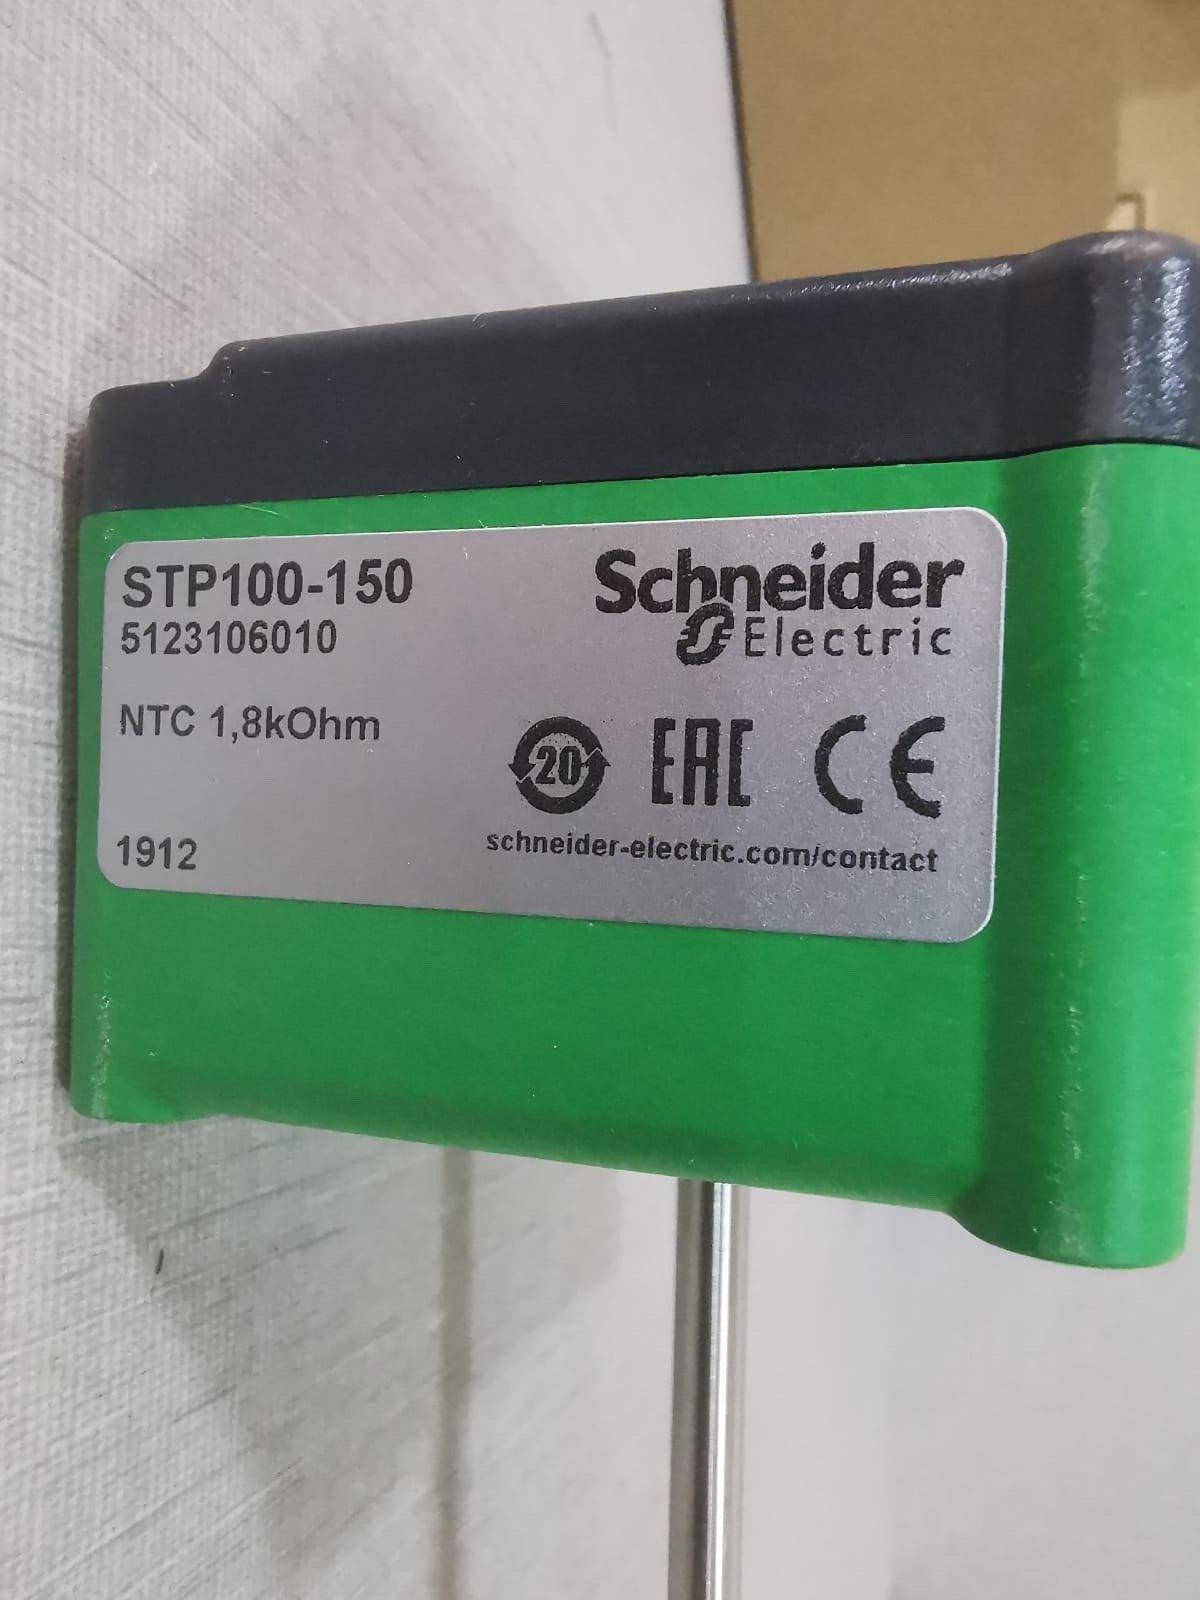 STP100-150
5123106010
Schneider
Electric
NTC 1,8kOhm
20
EAC
CE
1912
schneider-electric.com/contact